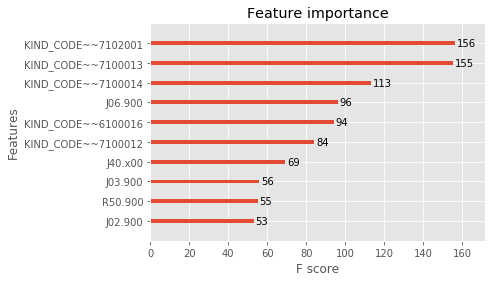 Feature importance
Features
KIND_CODE~~7102001 156
KIND_CODE~~7100013 155
KIND_CODE~~7100014 113
J06.900 96
KIND_CODE~~6100016 94
KIND_CODE~~7100012 84
J40.x00 69
J03.900 56
R50.900 55
J02.900 53
0 20 40 60 80 100 120 140 160
F score